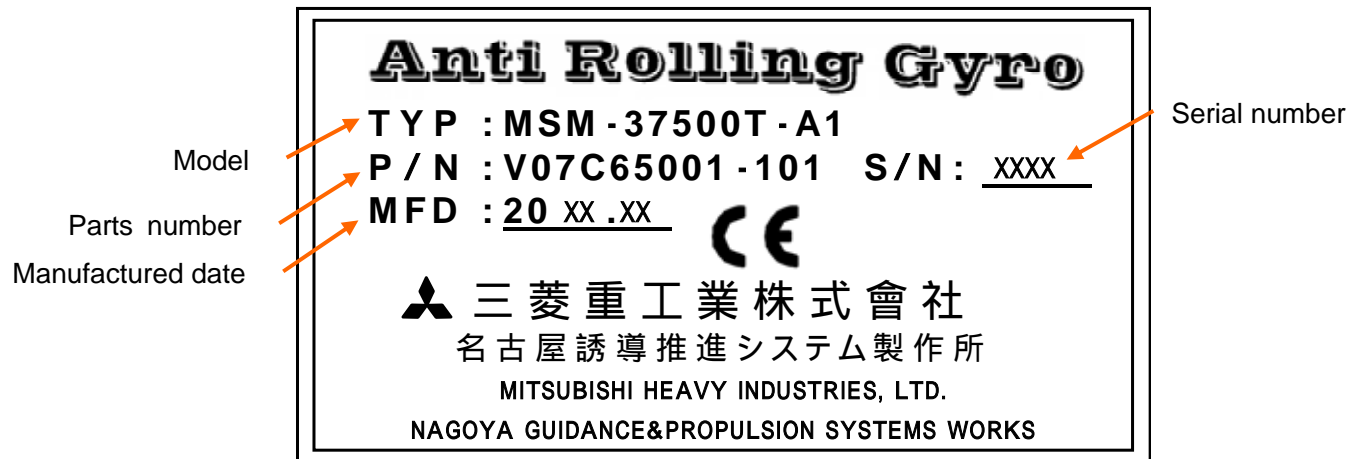 Anti Rolling Gyro
TYP :MSM-37500T-A1
Serial number
Model
P/N :V07C65001-101 S/N: XXXX
Parts number
MFD :20 XX .XX
CE
Manufactured date
三菱重工業株式會社
名古屋誘導推進システム製作所
MITSUBISHI HEAVY INDUSTRIES, LTD.
NAGOYA GUIDANCE&PROPULSION SYSTEMS WORKS